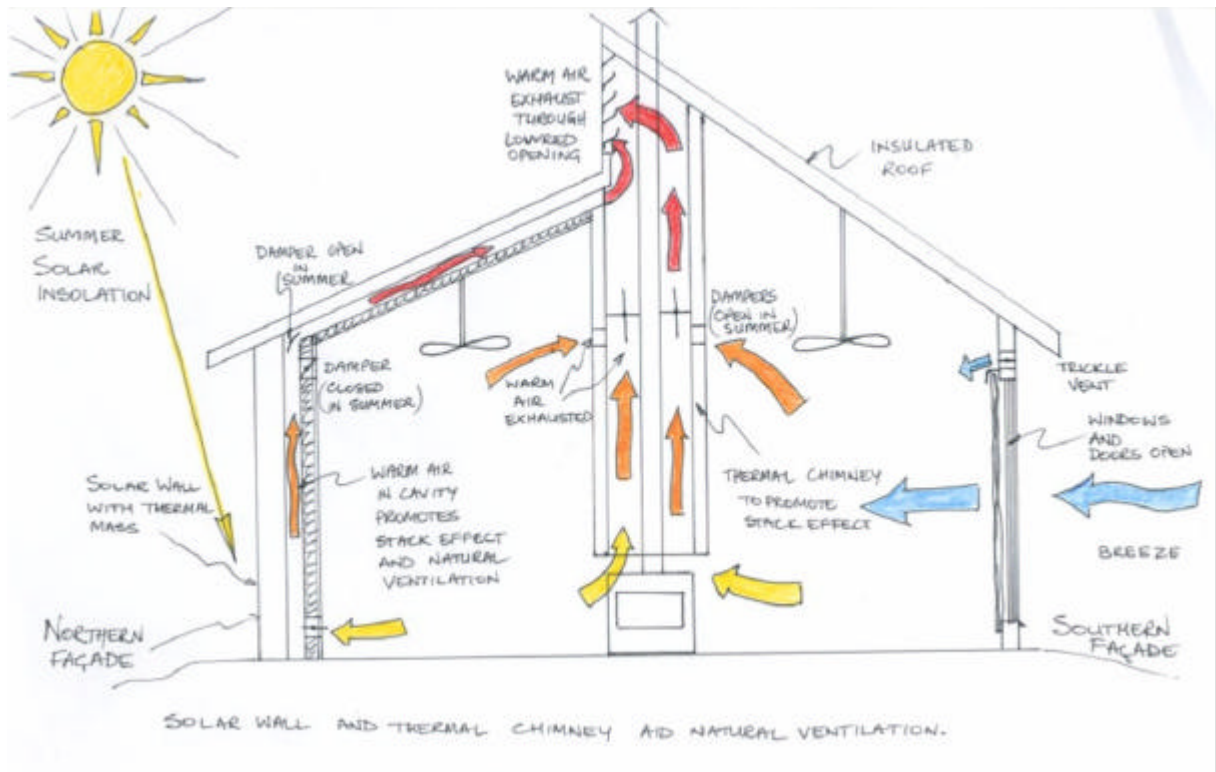 WARM AIR
EXHAUST
THROUGH
LOWRED
OPENING
INSULATED
ROOF
SUMMER
SOLAR
INSOLATION
DAMPER OPEN
IN
SUMMER
DAMPERS
(OPEN IN
SUMMER)
DAMPER
(CLOSED
IN SUMMER)
WARM
AIR
EXHAUSTED
TRICKLE
VENT
WINDOWS
AND
DOORS OPEN
SOLAR WALL
WITH THERMAL
MASS
WARM AIR
IN CAVITY
PROMOTES
STACK EFFECT
AND NATURAL
VENTILATION
THERMAL CHIMNEY
TO PROMOTE
STACK EFFECT
BREEZE
NORTHERN
FAÇADE
SOUTHERN
FAÇADE
SOLAR WALL AND THERMAL CHIMNEY AID NATURAL VENTILATION.